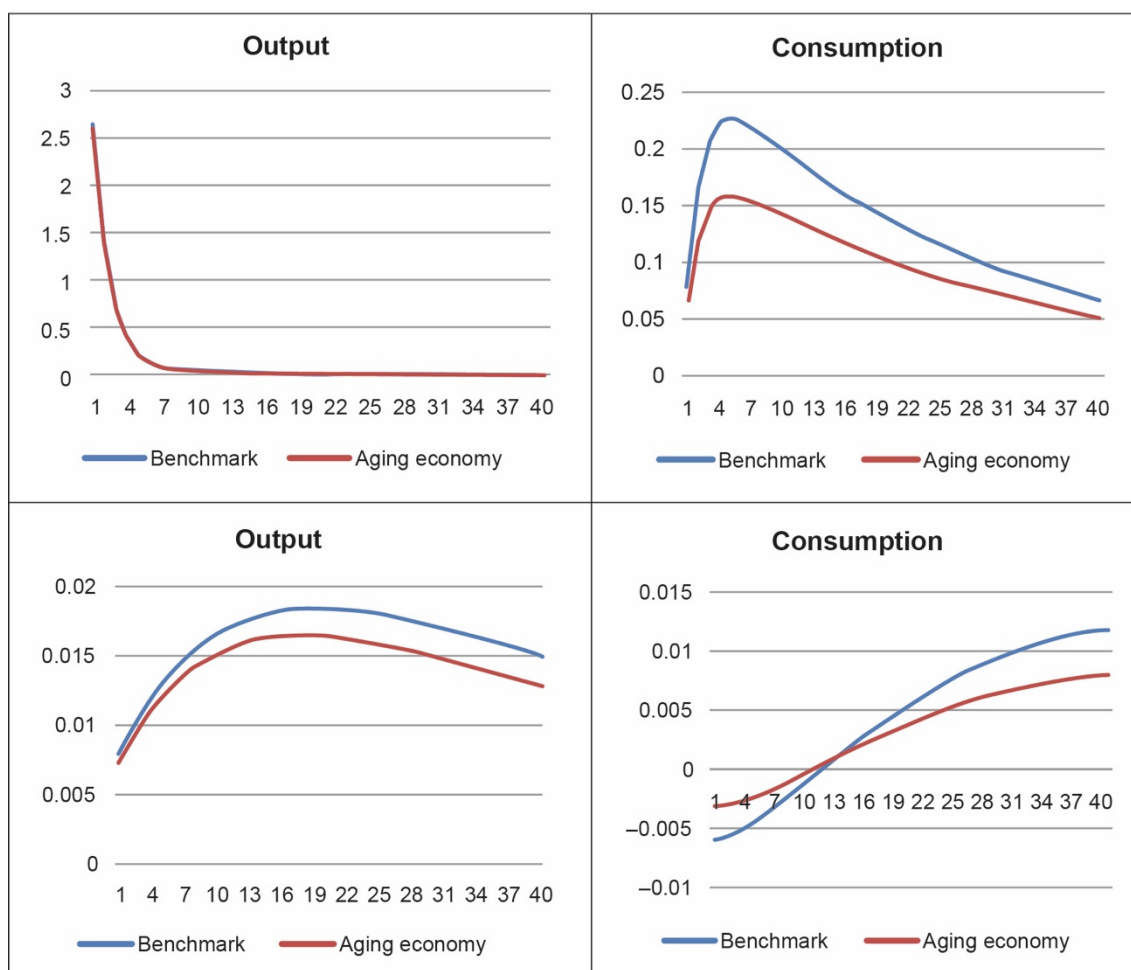 Output
3
2.5
2
1.5
1
0.5
0
1 4 7 10 13 16 19 22 25 28 31 34 37 40
Benchmark Aging economy
Consumption
0.25
0.2
0.15
0.1
0.05
0
1 4 7 10 13 16 19 22 25 28 31 34 37 40
Benchmark Aging economy
Output
0.02
0.015
0.01
0.005
0
1 4 7 10 13 16 19 22 25 28 31 34 37 40
Benchmark Aging economy
Consumption
0.015
0.01
0.005
0
1 4 7 10 13 16 19 22 25 28 31 34 37 40
–0.005
–0.01
Benchmark Aging economy